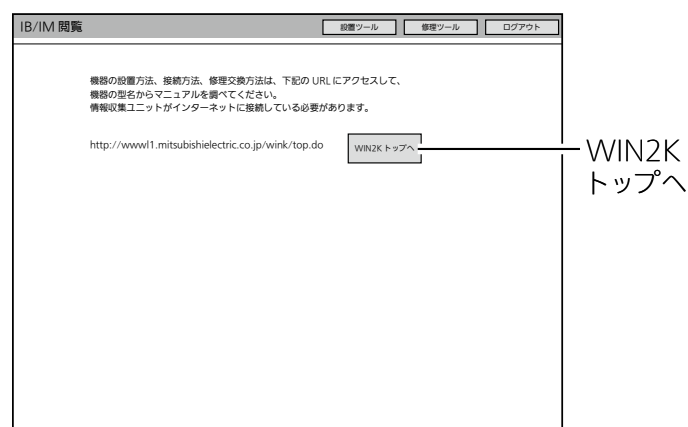 IB/IM 閲覧
設置ツール
修理ツール
ログアウト
機器の設置方法、接続方法、修理交換方法は、下記の URL にアクセスして、
機器の型名からマニュアルを調べてください。
情報収集ユニットがインターネットに接続している必要があります。
http://wwwl1.mitsubishielectric.co.jp/wink/top.do
WIN2K トップへ
WIN2K
トップへ